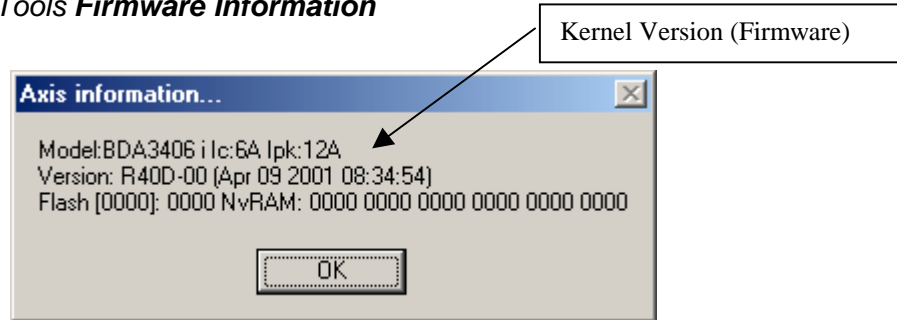 Tools Firmware Information
Kernel Version (Firmware)
Axis information...
Model:BDA3406 i Ic:6A Ipk:12A
Version: R40D-00 (Apr 09 2001 08:34:54)
Flash [0000]: 0000 NvRAM: 0000 0000 0000 0000 0000 0000
OK